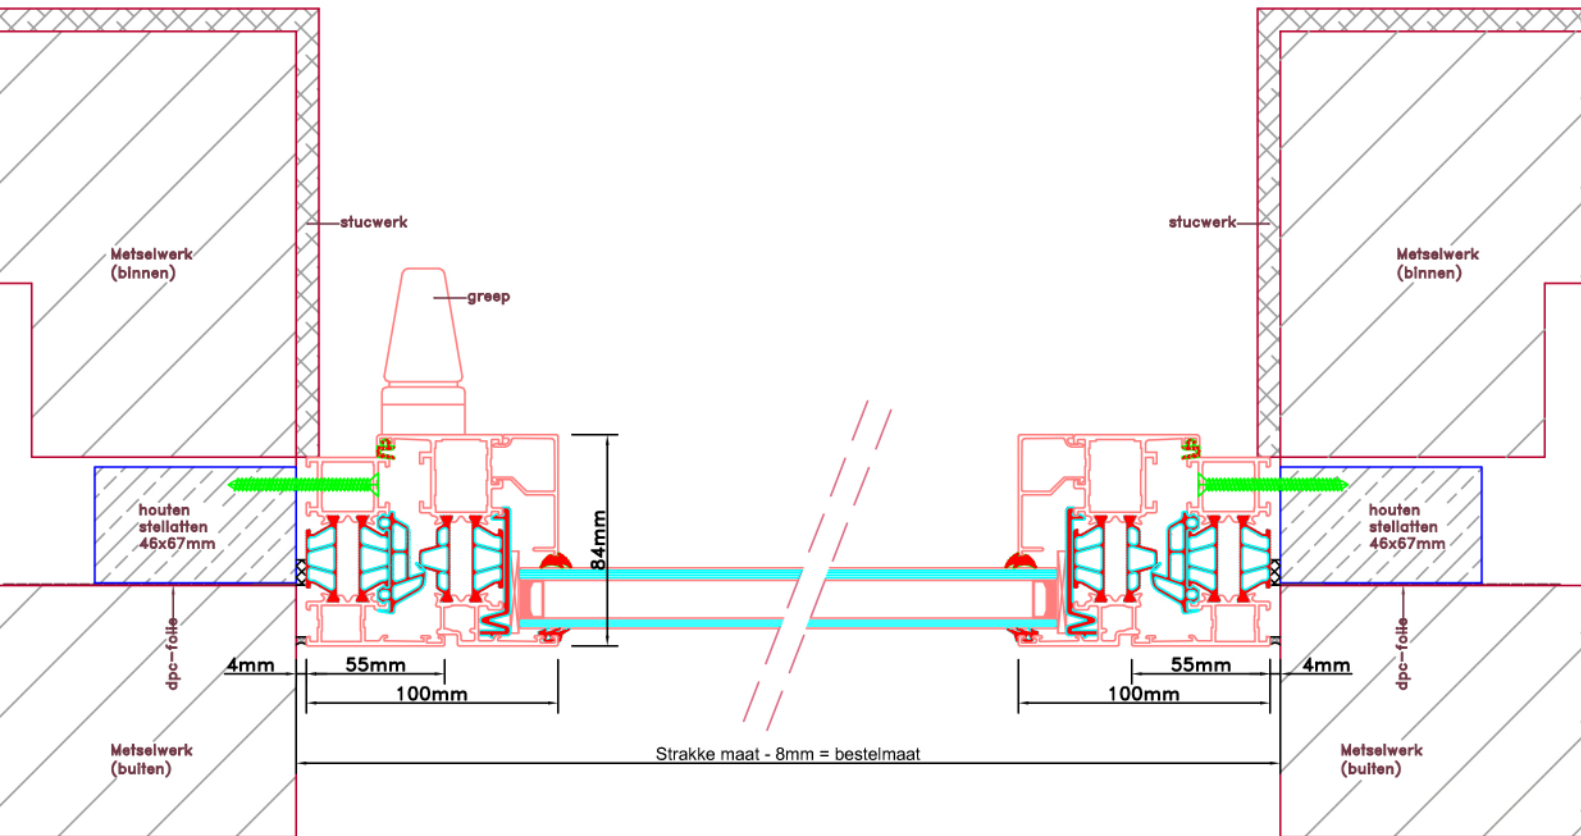 stucwerk
stucwerk
Metselwerk
(binnen)
Metselwerk
(binnen)
greep
houten
stellatten
46x67mm
houten
stellatten
46x67mm
84mm
dpc-folie
dpc-folie
4mm
55mm
55mm
4mm
100mm
100mm
Metselwerk
(buiten)
Strakke maat - 8mm = bestelmaat
Metselwerk
(buiten)